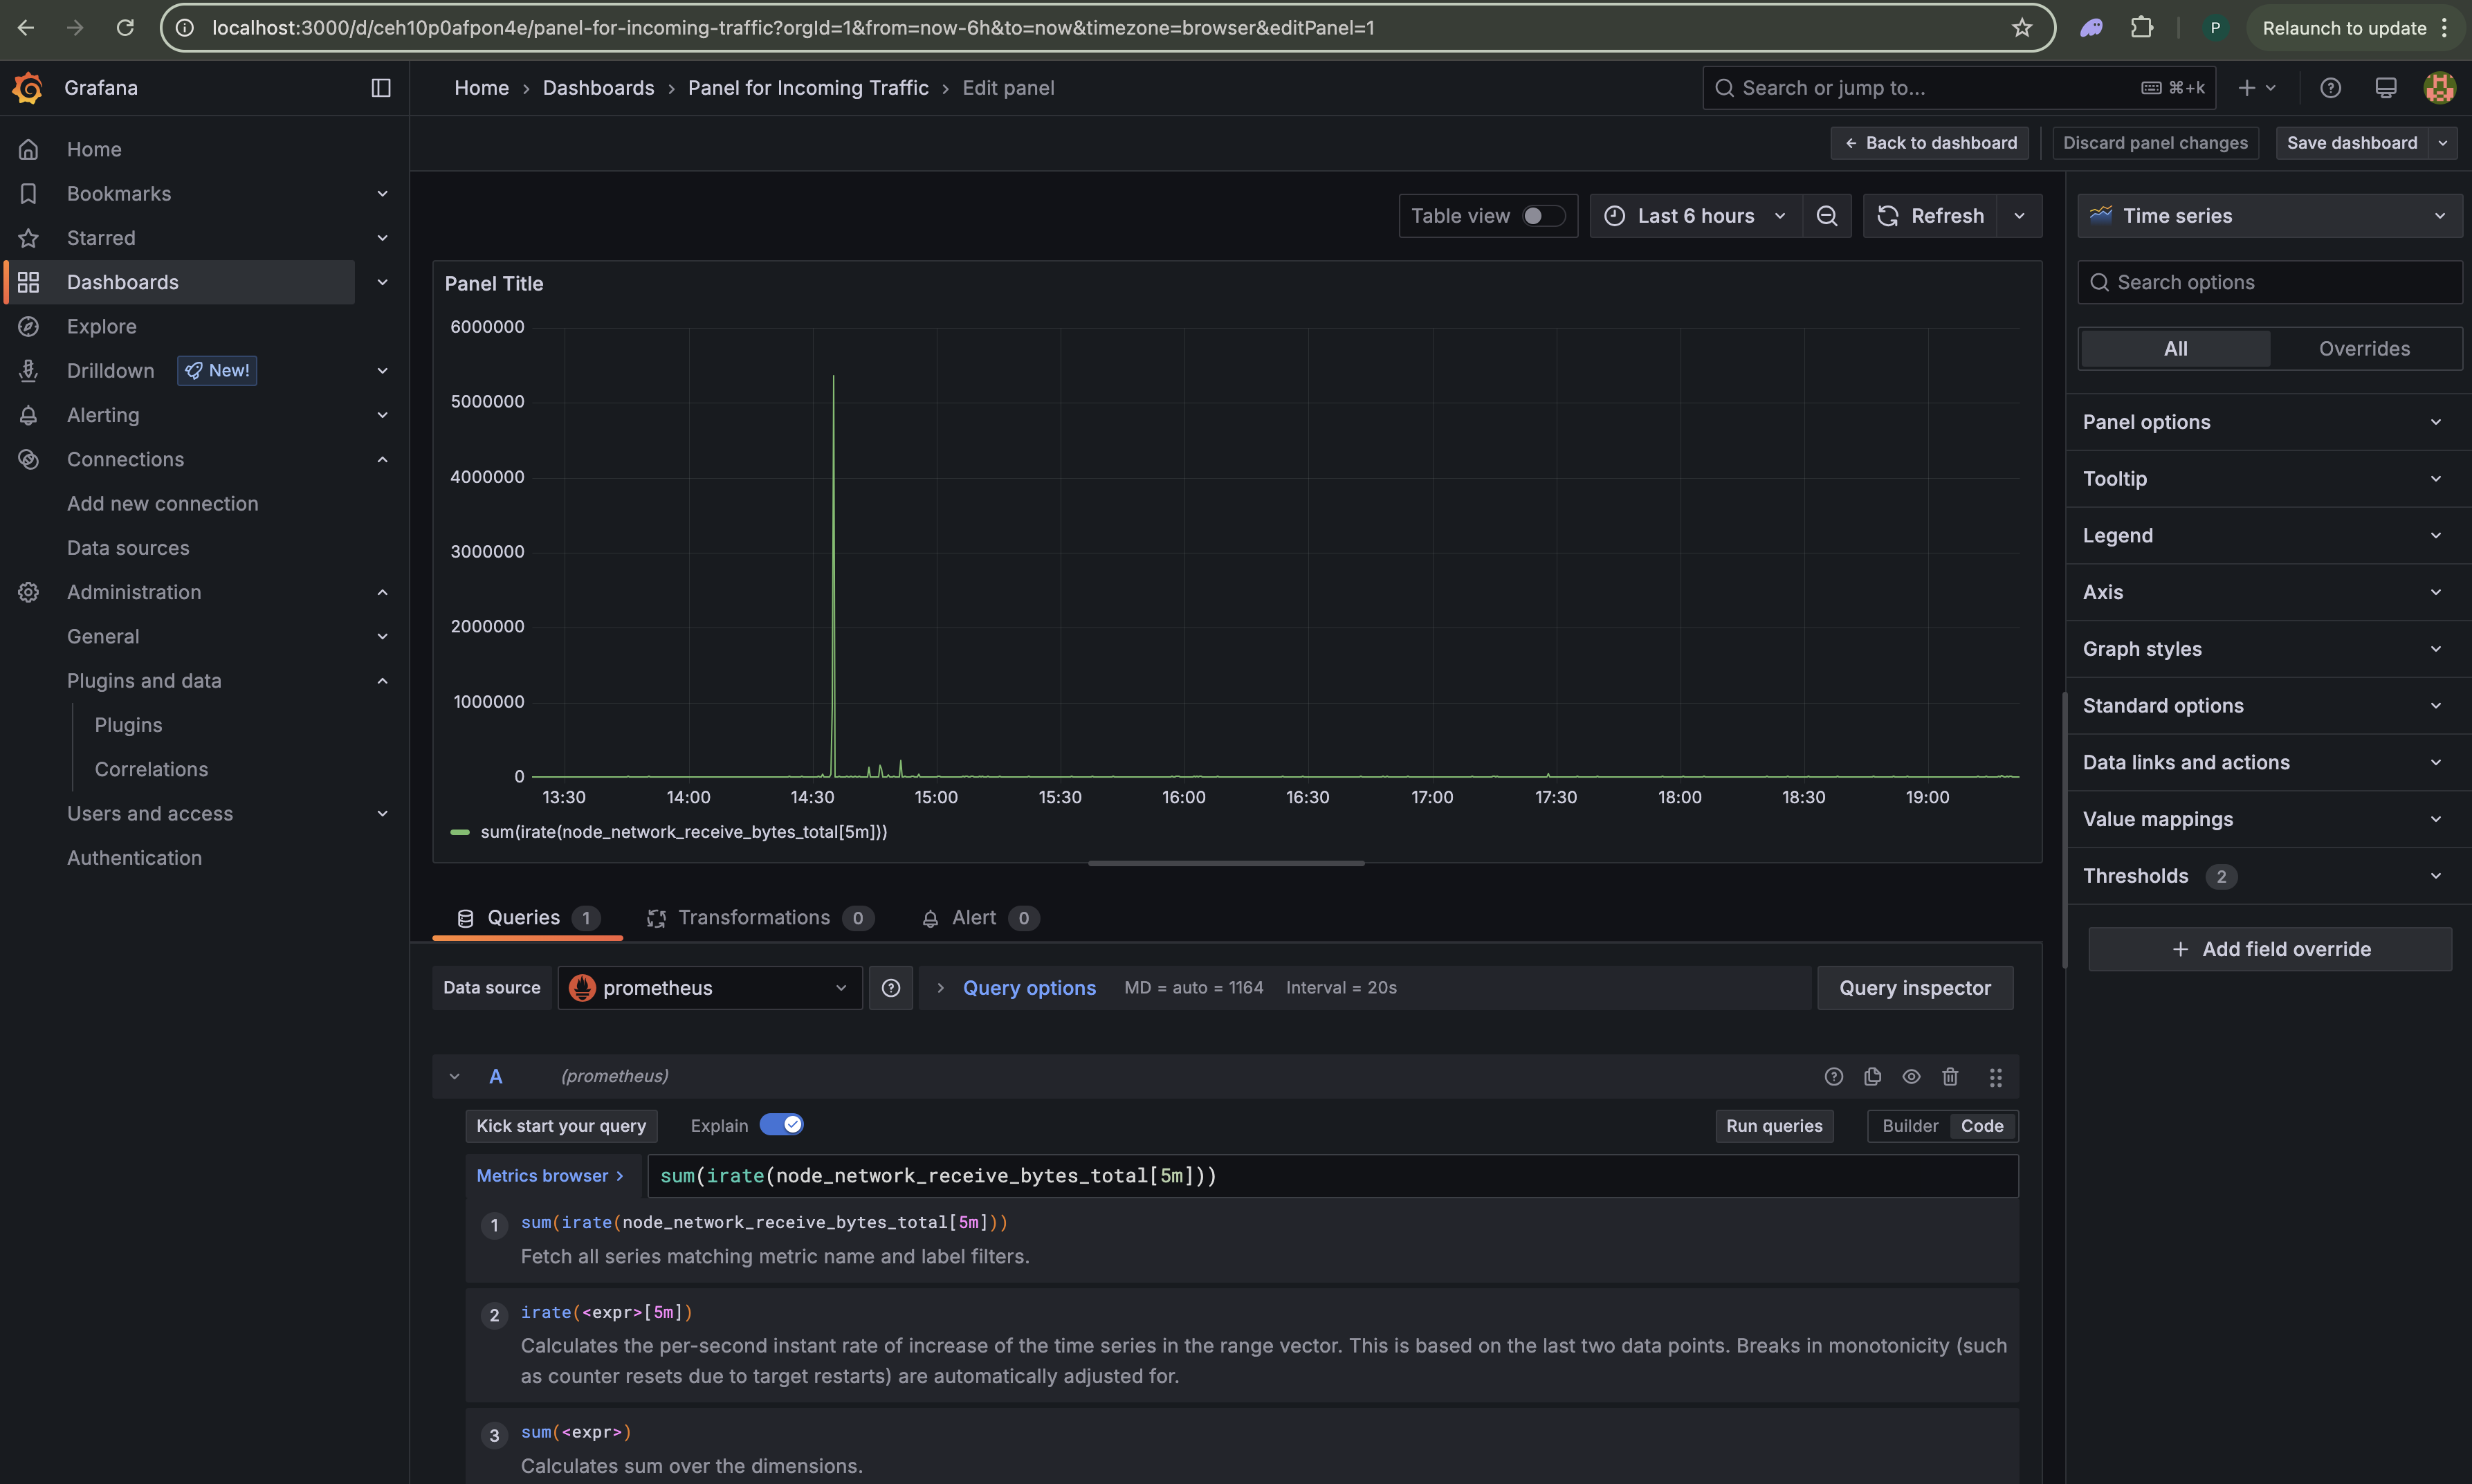 localhost:3000/d/ceh10p0afpon4e/panel-for-incoming-traffic?orgId=1&from=now-6h&to=now&timezone=browser&editPanel=1
P
Relaunch to update
Grafana
Home › Dashboards › Panel for Incoming Traffic › Edit panel
Search or jump to...
⌘+k
Back to dashboard
Discard panel changes
Save dashboard
Home
Bookmarks
Starred
Dashboards
Explore
Drilldown New!
Alerting
Connections
Add new connection
Data sources
Administration
General
Plugins and data
Plugins
Correlations
Users and access
Authentication
Table view
Last 6 hours
Refresh
Panel Title
6000000
5000000
4000000
3000000
2000000
1000000
0
13:30 14:00 14:30 15:00 15:30 16:00 16:30 17:00 17:30 18:00 18:30 19:00
sum(irate(node_network_receive_bytes_total[5m]))
Queries 1
Transformations 0
Alert 0
Data source
prometheus
Query options
MD = auto = 1164
Interval = 20s
Query inspector
A
(prometheus)
Kick start your query
Explain
Run queries
Builder
Code
Metrics browser >
sum(irate(node_network_receive_bytes_total[5m]))
1
sum(irate(node_network_receive_bytes_total[5m]))
Fetch all series matching metric name and label filters.
2
irate(<expr>[5m])
Calculates the per-second instant rate of increase of the time series in the range vector. This is based on the last two data points. Breaks in monotonicity (such
as counter resets due to target restarts) are automatically adjusted for.
3
sum(<expr>)
Calculates sum over the dimensions.
Time series
Search options
All
Overrides
Panel options
Tooltip
Legend
Axis
Graph styles
Standard options
Data links and actions
Value mappings
Thresholds 2
+ Add field override